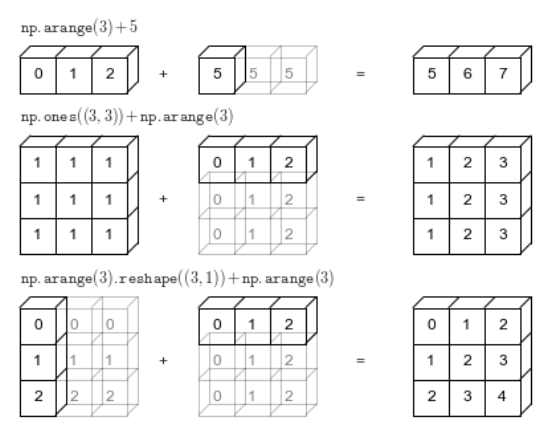 np.arange(3)+5
0 1 2 + 5 5 5 = 5 6 7
np.ones((3,3))+np.arange(3)
1 1 1 0 1 2 1 2 3
1 1 1 + 0 1 2 = 1 2 3
1 1 1 0 1 2 1 2 3
np.arange(3).reshape((3,1))+np.arange(3)
0 0 0 0 1 2 0 1 2
1 1 1 + 0 1 2 = 1 2 3
2 2 2 0 1 2 2 3 4